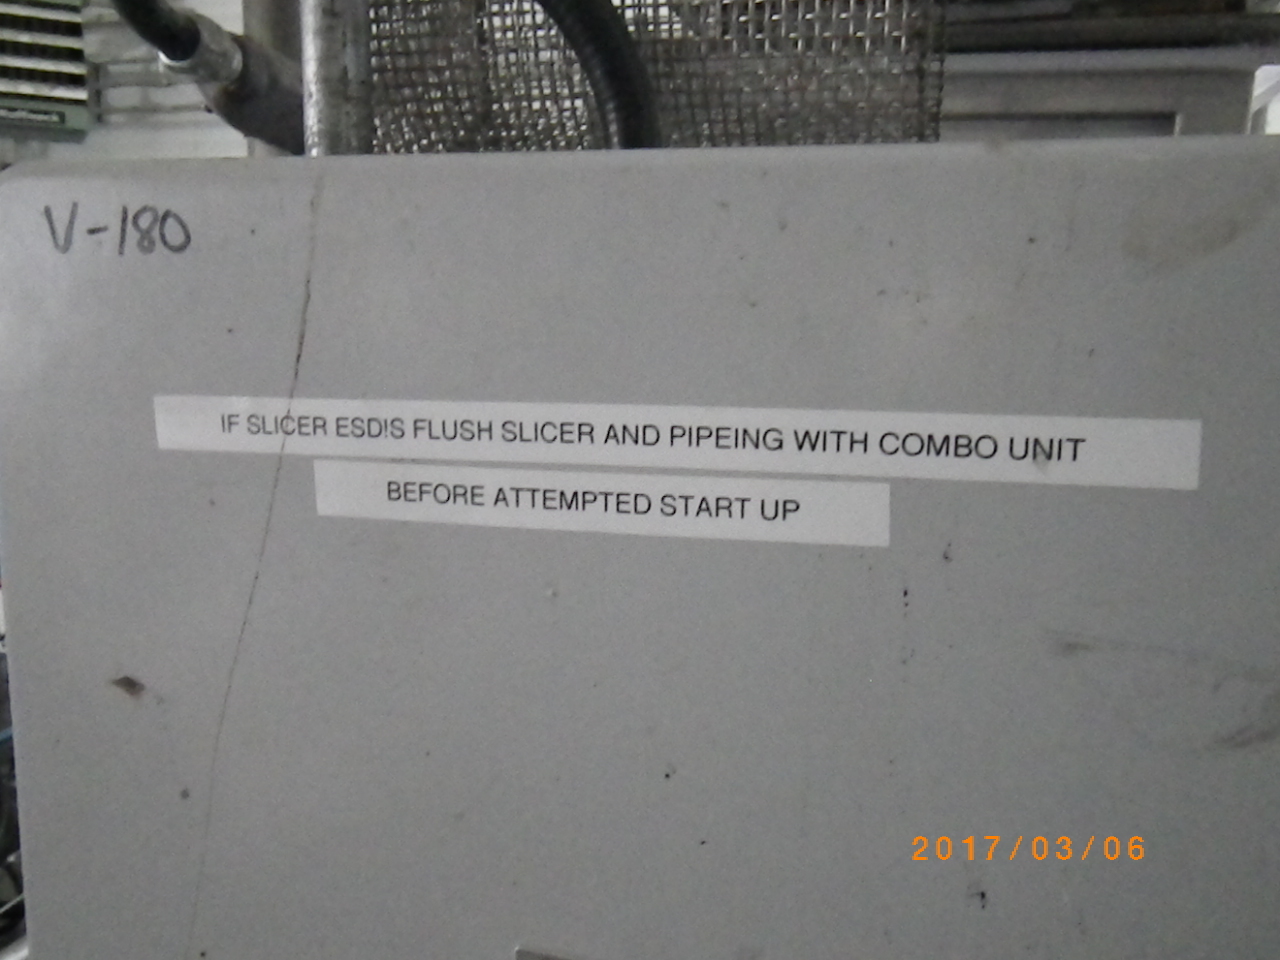 V-180
IF SLICER ESD!S FLUSH SLICER AND PIPEING WITH COMBO UNIT
BEFORE ATTEMPTED START UP
2017/03/06